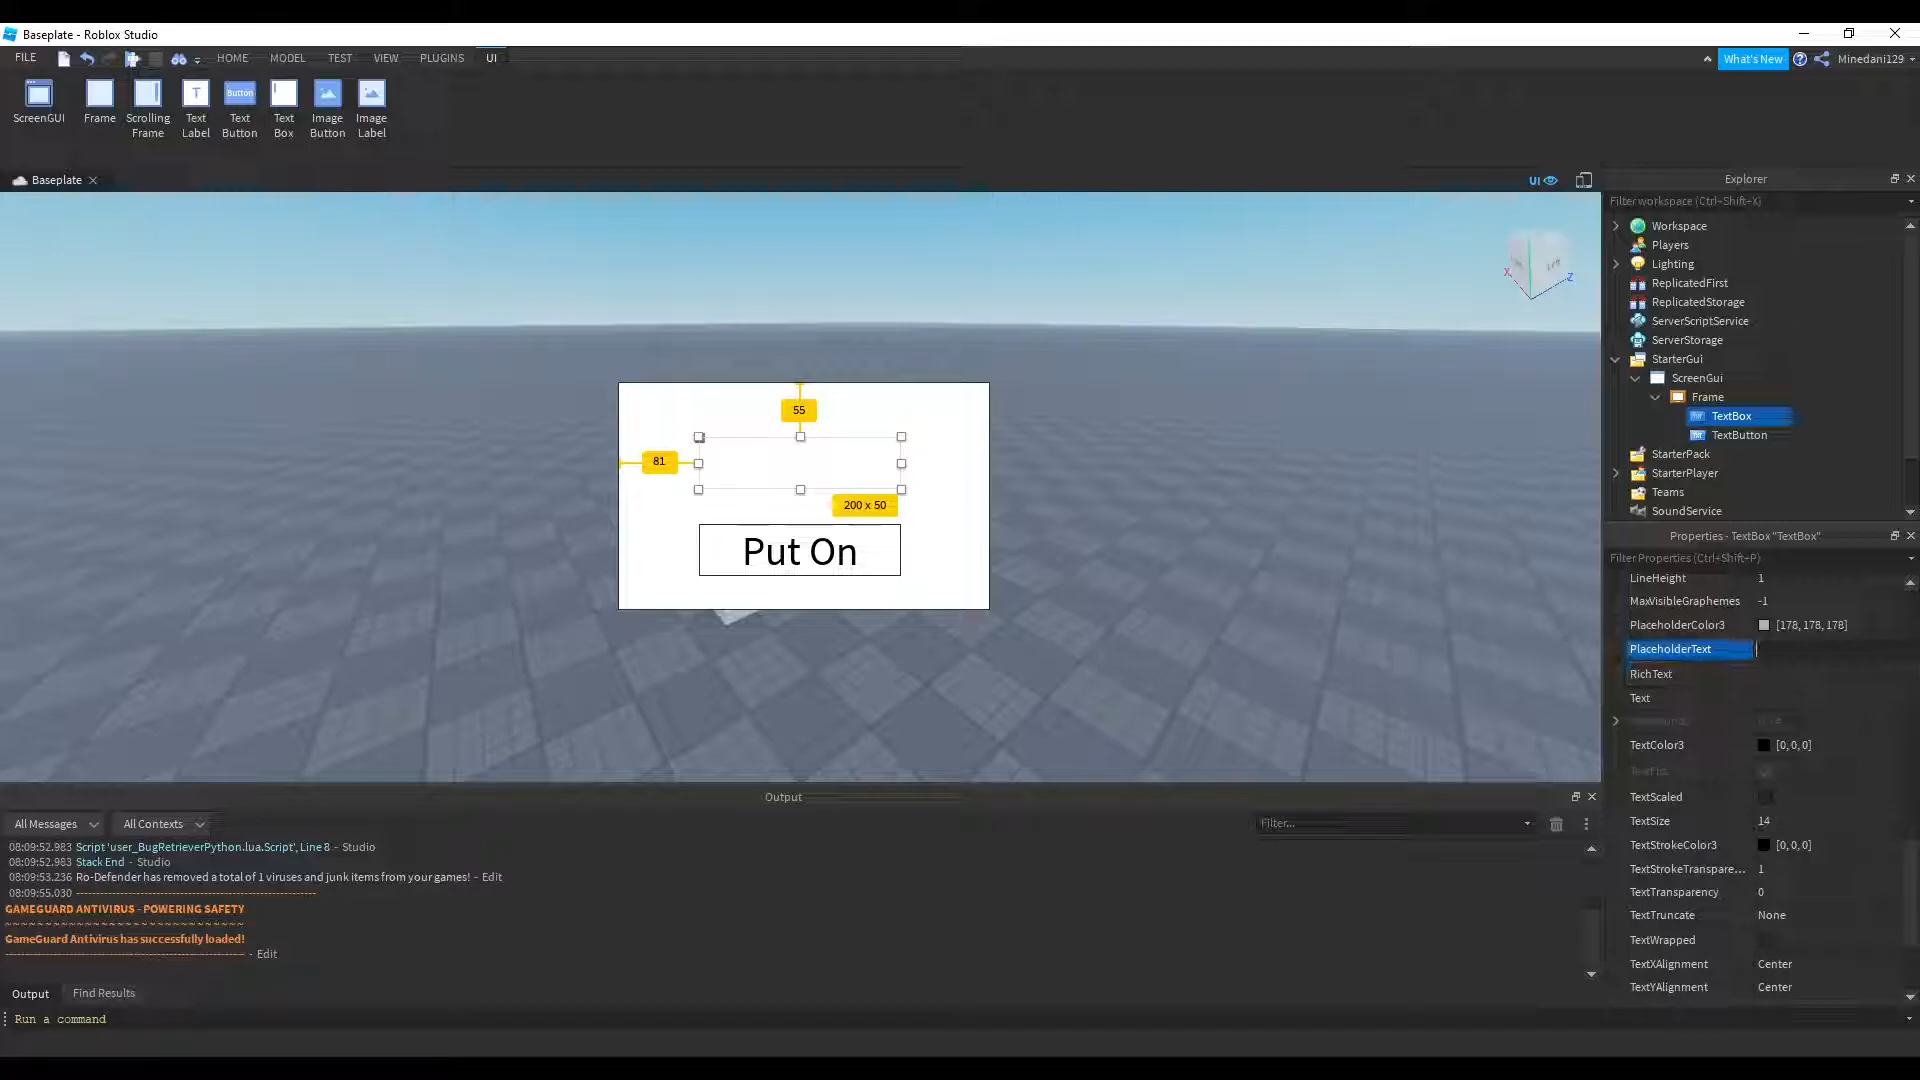 Baseplate - Roblox Studio
FILE
HOME
MODEL
TEST
VIEW
PLUGINS
UI
What's New
Minedani129
ScreenGUI
Frame
Scrolling
Frame
T
Text
Label
Button
Text
Button
Text
Box
Image
Button
Image
Label
Baseplate
UI
Explorer
Filter workspace (Ctrl+Shift+X)
Workspace
Players
Lighting
ReplicatedFirst
ReplicatedStorage
ServerScriptService
ServerStorage
StarterGui
ScreenGui
Frame
TextBox
TextButton
StarterPack
StarterPlayer
Teams
SoundService
X
Z
Left
55
81
200 x 50
Put On
Properties - TextBox "TextBox"
Filter Properties (Ctrl+Shift+P)
LineHeight 1
MaxVisibleGraphemes -1
PlaceholderColor3 [178, 178, 178]
PlaceholderText
RichText
Text
TextColor3 [0, 0, 0]
TextScaled
TextSize 14
TextStrokeColor3 [0, 0, 0]
TextStrokeTranspare... 1
TextTransparency 0
TextTruncate None
TextWrapped
TextXAlignment Center
TextYAlignment Center
Output
All Messages
All Contexts
Filter...
08:09:52.983 Script 'user_BugRetrieverPython.lua.Script', Line 8 - Studio
08:09:52.983 Stack End - Studio
08:09:53.236 Ro-Defender has removed a total of 1 viruses and junk items from your games! - Edit
08:09:55.030 ------------------------------------------------------------
GAMEGUARD ANTIVIRUS - POWERING SAFETY
~~~~~~~~~~~~~~~~~~~~~~~~~~~~~
GameGuard Antivirus has successfully loaded!
------------------------------------------------------------ - Edit
Output
Find Results
Run a command